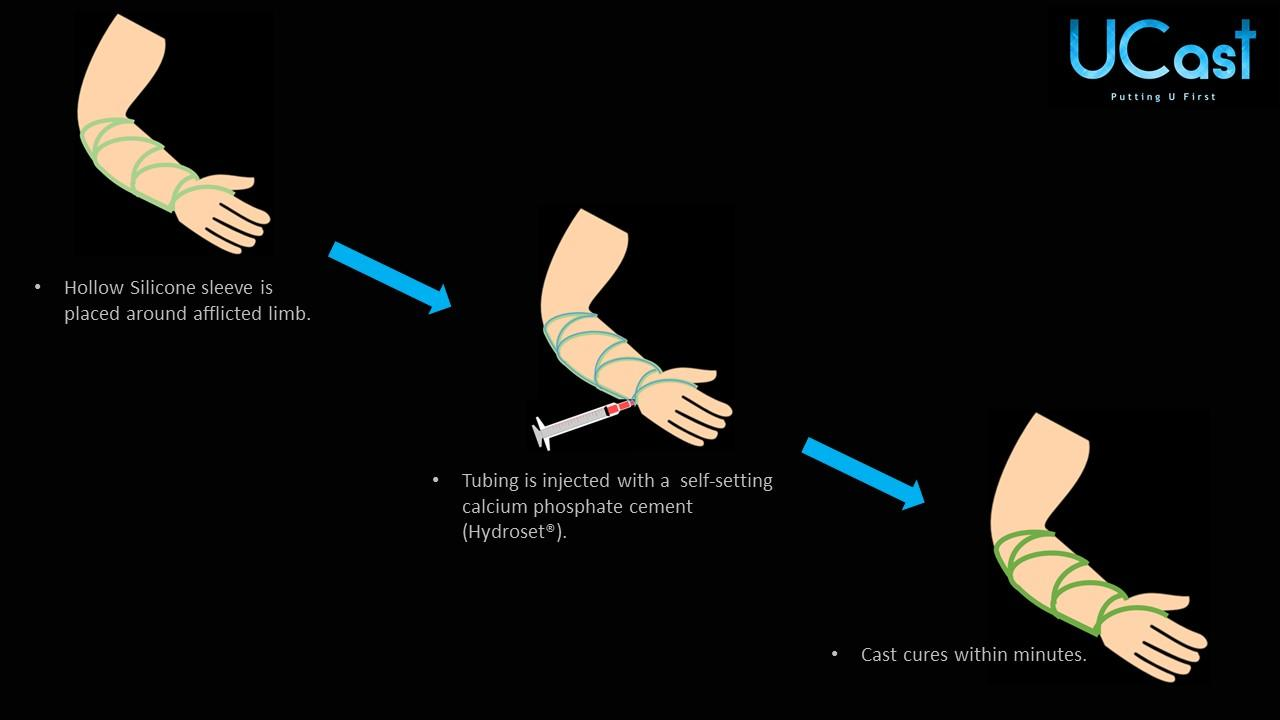 UCast
Putting U First
• Hollow Silicone sleeve is
placed around afflicted limb.
• Tubing is injected with a self-setting
calcium phosphate cement
(Hydroset®).
• Cast cures within minutes.